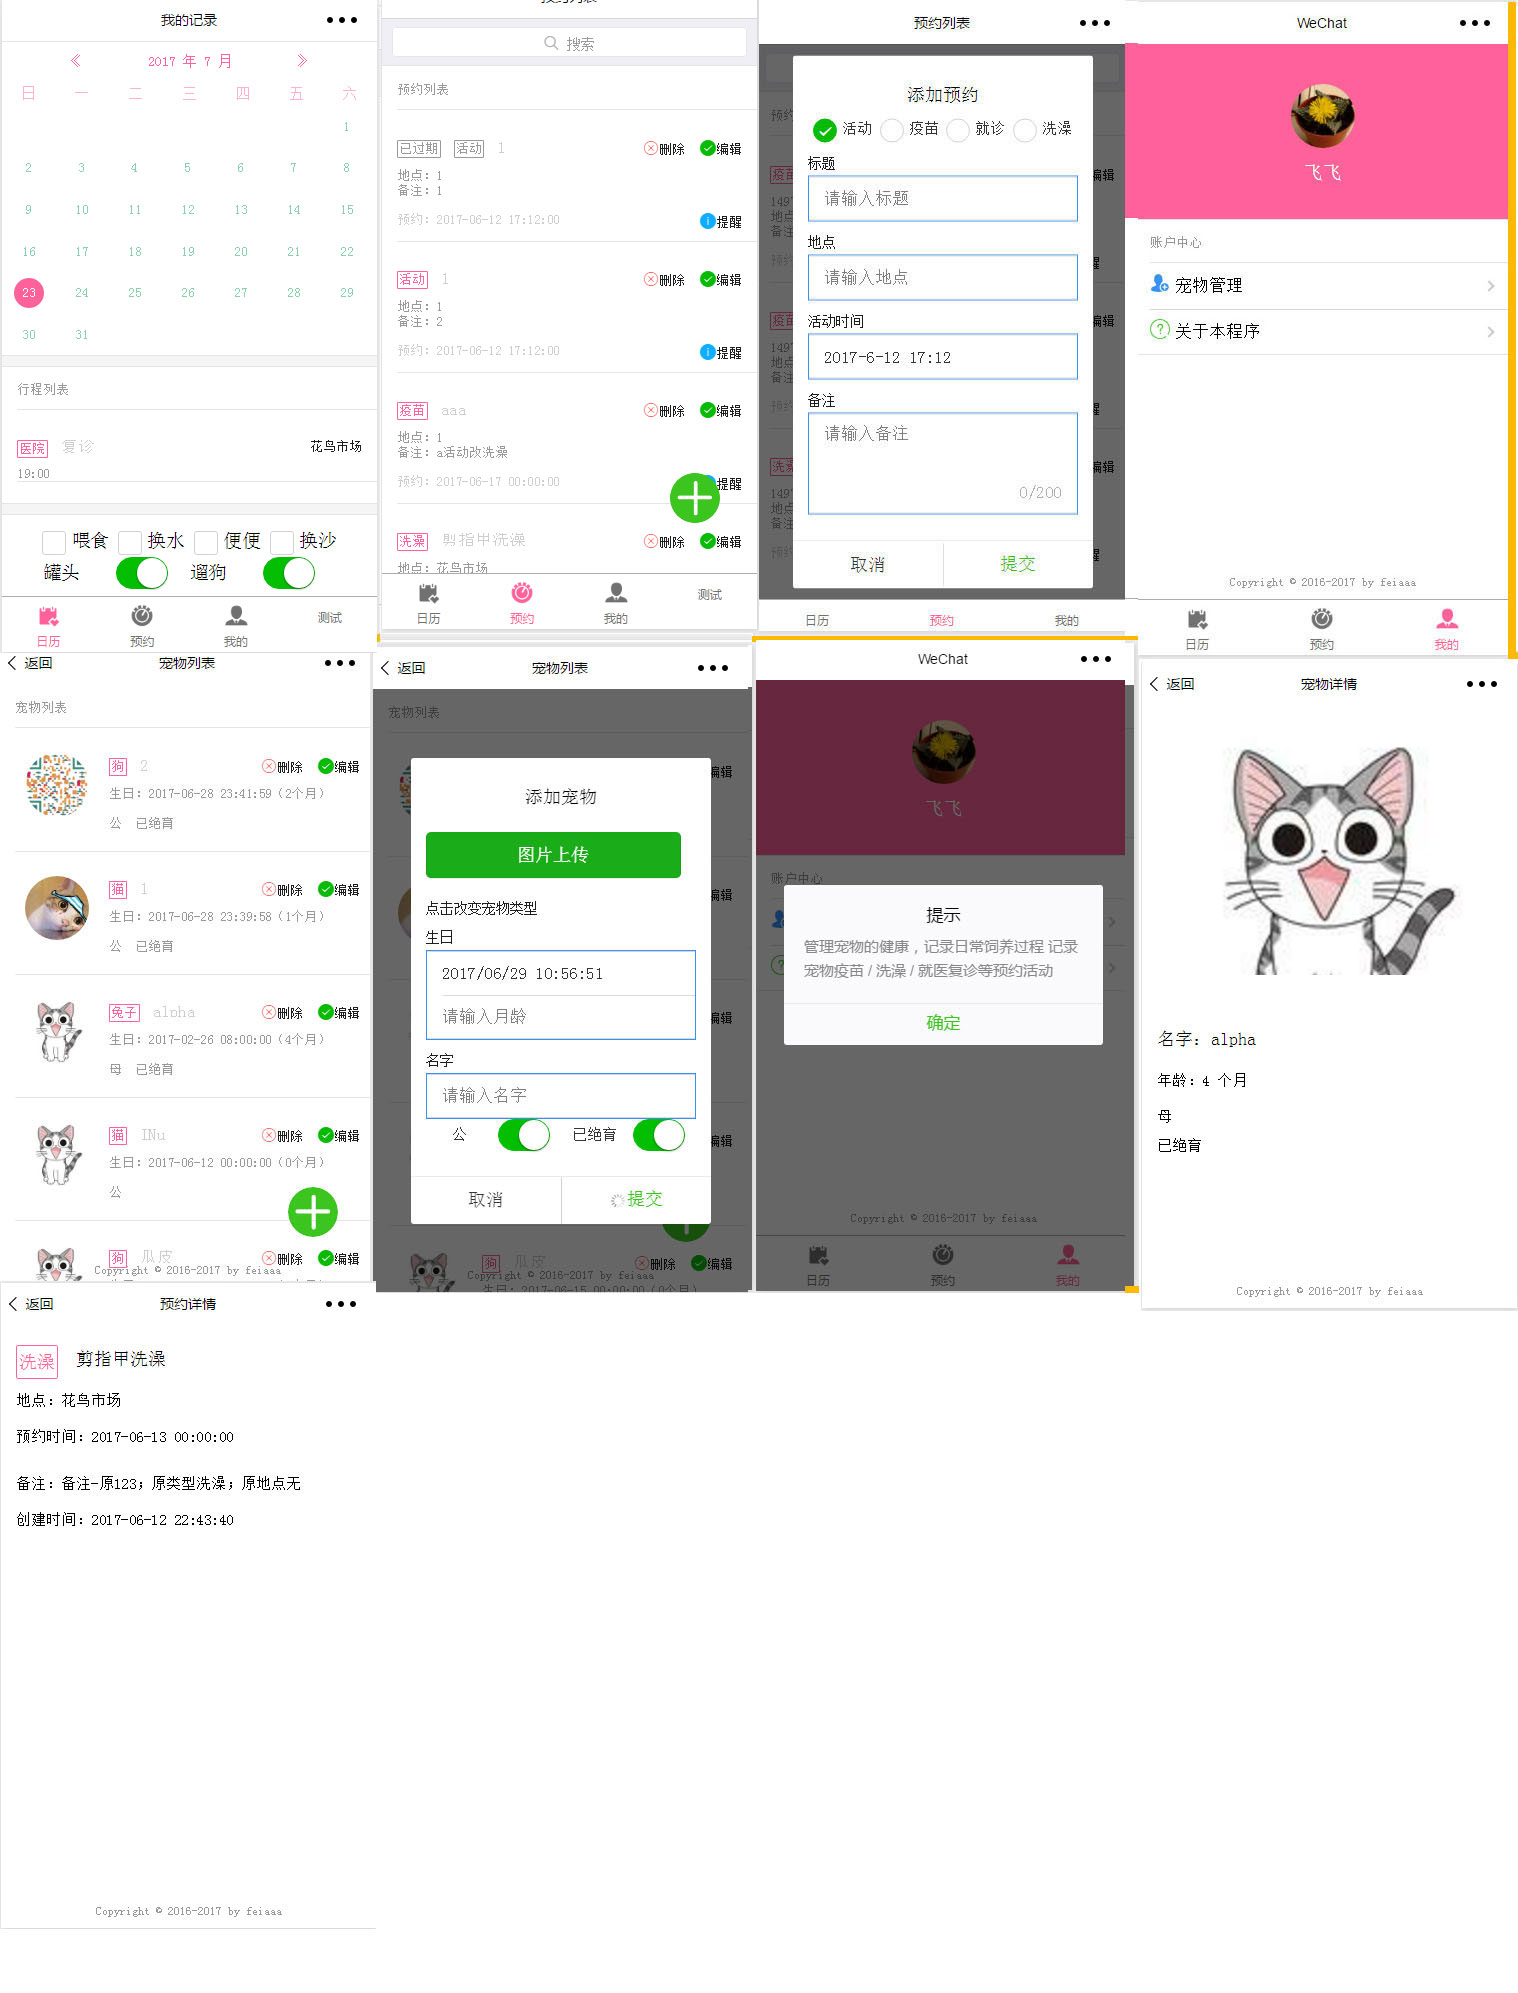 我的记录
2017 年 7 月
日 一 二 三 四 五 六
1
2 3 4 5 6 7 8
9 10 11 12 13 14 15
16 17 18 19 20 21 22
23 24 25 26 27 28 29
30 31
行程列表
医院 复诊 花鸟市场
19:00
喂食 换水 便便 换沙
罐头 遛狗
日历 预约 我的 测试
预约列表
搜索
预约列表
已过期 活动 1 删除 编辑
地点: 1
备注: 1
预约: 2017-06-12 17:12:00 提醒
活动 1 删除 编辑
地点: 1
备注: 2
预约: 2017-06-12 17:12:00 提醒
疫苗 aaa 删除 编辑
地点: 1
备注: a活动改洗澡
预约: 2017-06-17 00:00:00 提醒
洗澡 剪指甲洗澡 删除 编辑
地点: 花鸟市场
日历 预约 我的 测试
预约列表
添加预约
活动 疫苗 就诊 洗澡
标题
请输入标题
地点
请输入地点
活动时间
2017-6-12 17:12
备注
请输入备注
0/200
取消 提交
日历 预约 我的
WeChat
飞飞
账户中心
宠物管理
关于本程序
Copyright © 2016-2017 by feiaaa
日历 预约 我的
返回 宠物列表
宠物列表
狗 2 删除 编辑
生日: 2017-06-28 23:41:59 (2个月)
公 已绝育
猫 1 删除 编辑
生日: 2017-06-28 23:39:58 (1个月)
公 已绝育
兔子 alpha 删除 编辑
生日: 2017-02-26 08:00:00 (4个月)
母 已绝育
猫 INu 删除 编辑
生日: 2017-06-12 00:00:00 (0个月)
公
狗 瓜皮 删除 编辑
Copyright © 2016-2017 by feiaaa
返回 宠物列表
宠物列表
添加宠物
图片上传
点击改变宠物类型
生日
2017/06/29 10:56:51
请输入月龄
名字
请输入名字
公 已绝育
取消 提交
狗 瓜皮 删除 编辑
Copyright © 2016-2017 by feiaaa
生日: 2017-06-15 00:00:00 (0个月)
WeChat
飞飞
账户中心
提示
管理宠物的健康，记录日常饲养过程 记录
宠物疫苗 / 洗澡 / 就医复诊等预约活动
确定
Copyright © 2016-2017 by feiaaa
日历 预约 我的
返回 宠物详情
名字: alpha
年龄: 4 个月
母
已绝育
Copyright © 2016-2017 by feiaaa
返回 预约详情
洗澡 剪指甲洗澡
地点: 花鸟市场
预约时间: 2017-06-13 00:00:00
备注: 备注-原123; 原类型洗澡; 原地点无
创建时间: 2017-06-12 22:43:40
Copyright © 2016-2017 by feiaaa